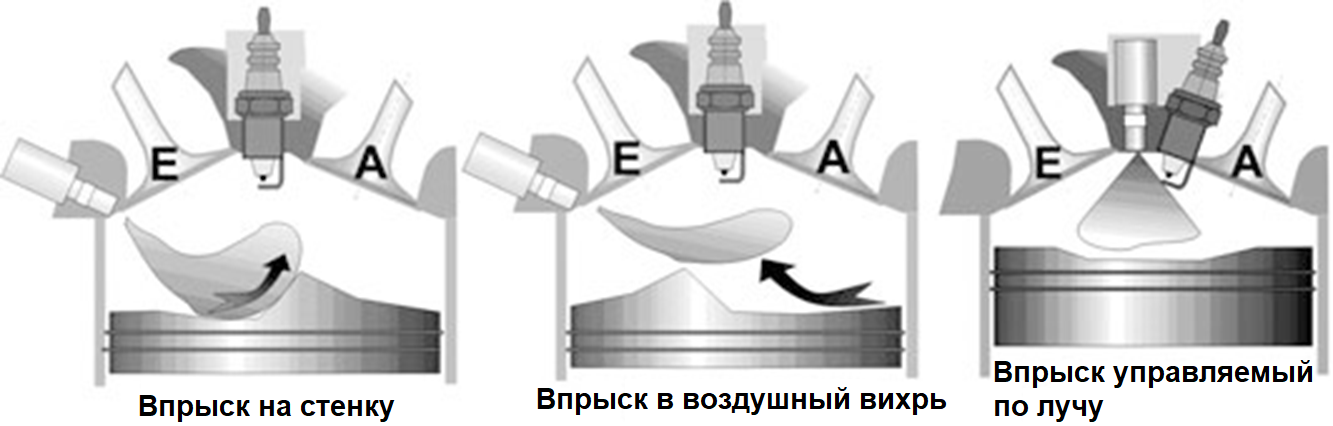 E A
E A
E A
Впрыск на стенку
Впрыск в воздушный вихрь
Впрыск управляемый
по лучу